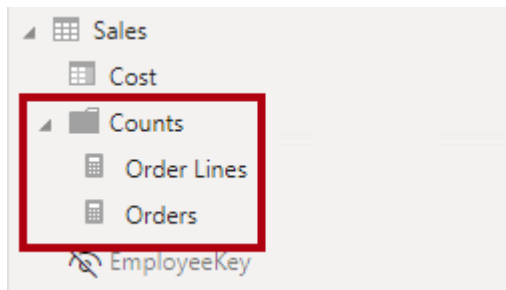 Sales
Cost
Counts
Order Lines
Orders
EmployeeKey